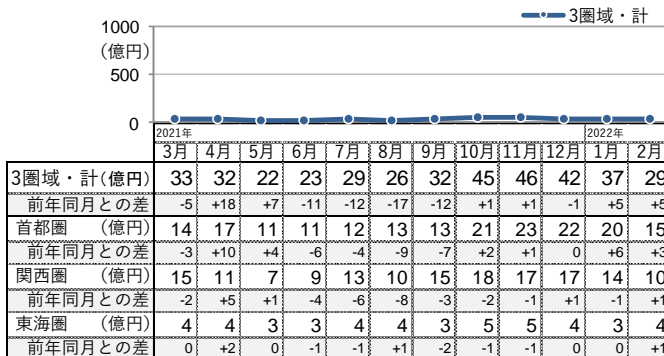 3圏域・計
1000
(億円)
500
0
2021年 2022年
3月 4月 5月 6月 7月 8月 9月 10月 11月 12月 1月 2月
3圏域・計(億円) 33 32 22 23 29 26 32 45 46 42 37 29
前年同月との差 -5 +18 +7 -11 -12 -17 -12 +1 +1 -1 +5 +5
首都圏 (億円) 14 17 11 11 12 13 13 21 23 22 20 15
前年同月との差 -3 +10 +4 -6 -4 -9 -7 +2 +1 0 +6 +3
関西圏 (億円) 15 11 7 9 13 10 15 18 17 17 14 10
前年同月との差 -2 +5 +1 -4 -6 -8 -3 -2 -1 +1 -1 +1
東海圏 (億円) 4 4 3 3 4 4 3 5 5 4 3 4
前年同月との差 0 +2 0 -1 -1 +1 -2 -1 -1 0 0 +1